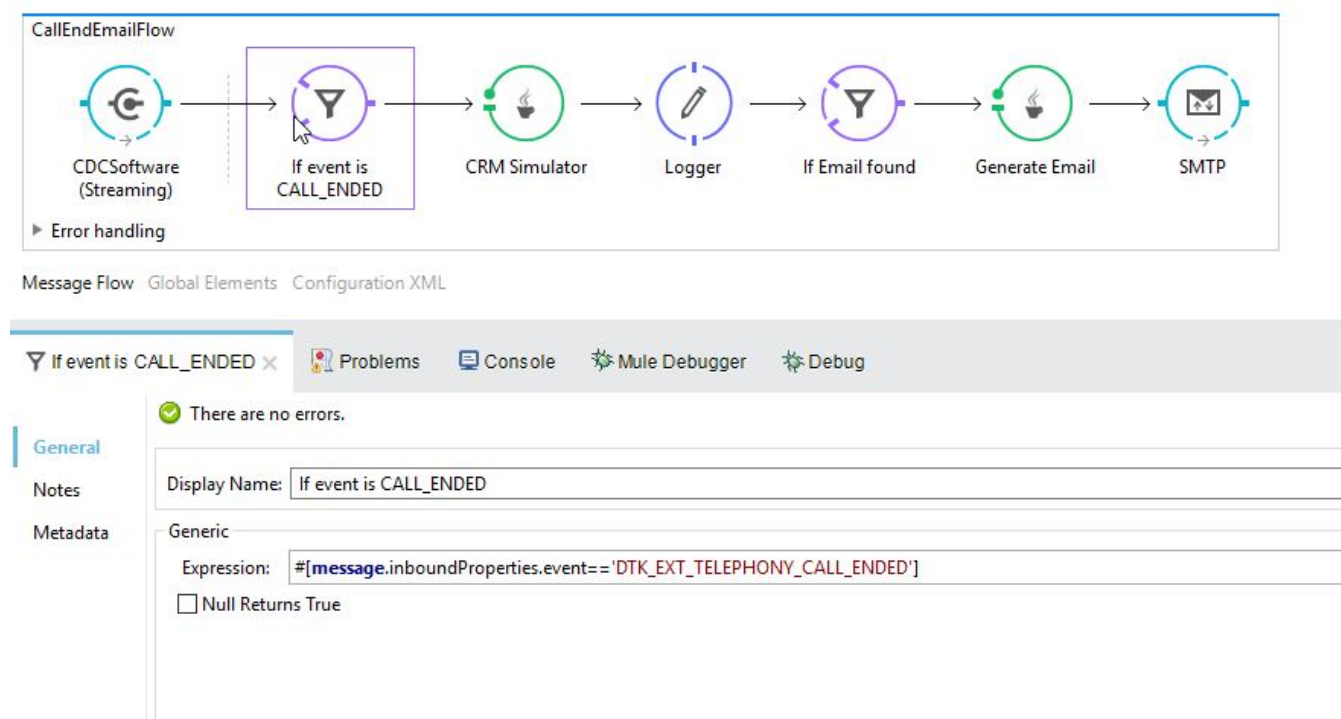 CallEndEmailFlow
CDCSoftware
(Streaming)
If event is
CALL_ENDED
CRM Simulator
Logger
If Email found
Generate Email
SMTP
Error handling
Message Flow Global Elements Configuration XML
If event is CALL_ENDED Problems Console Mule Debugger Debug
There are no errors.
General
Notes
Metadata
Display Name: If event is CALL_ENDED
Generic
Expression: #[message.inboundProperties.event=='DTK_EXT_TELEPHONY_CALL_ENDED']
Null Returns True